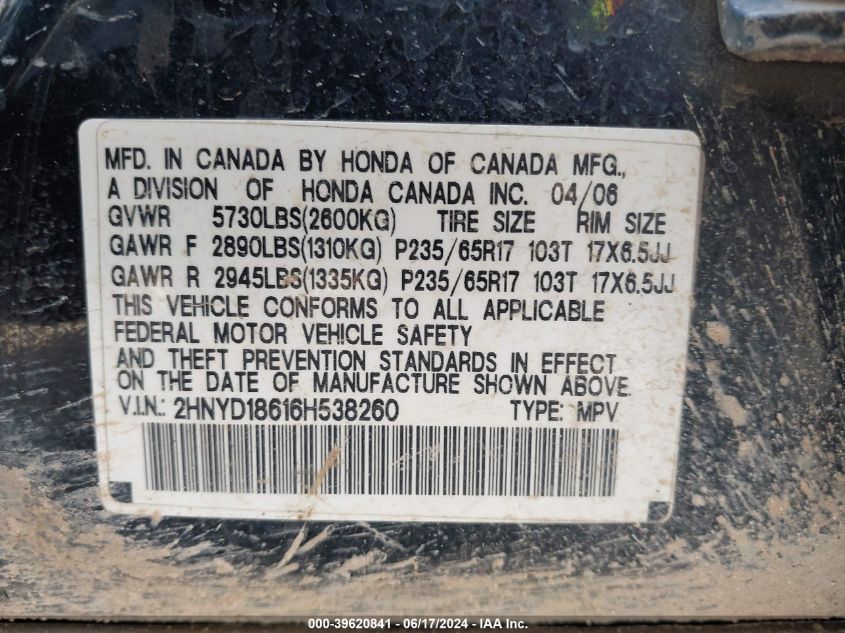 MFD. IN CANADA BY HONDA OF CANADA MFG.,
A DIVISION OF HONDA CANADA INC. 04/06
GVWR 5730LBS(2600KG) TIRE SIZE RIM SIZE
GAWR F 2890LBS(1310KG) P235/65R17 103T 17X6.5JJ
GAWR R 2945LBS(1335KG) P235/65R17 103T 17X6.5JJ
THIS VEHICLE CONFORMS TO ALL APPLICABLE
FEDERAL MOTOR VEHICLE SAFETY
AND THEFT PREVENTION STANDARDS IN EFFECT
ON THE DATE OF MANUFACTURE SHOWN ABOVE.
V.I.N.: 2HNYD18616H538260 TYPE: MPV
000-39620841 - 06/17/2024 - IAAI.COM